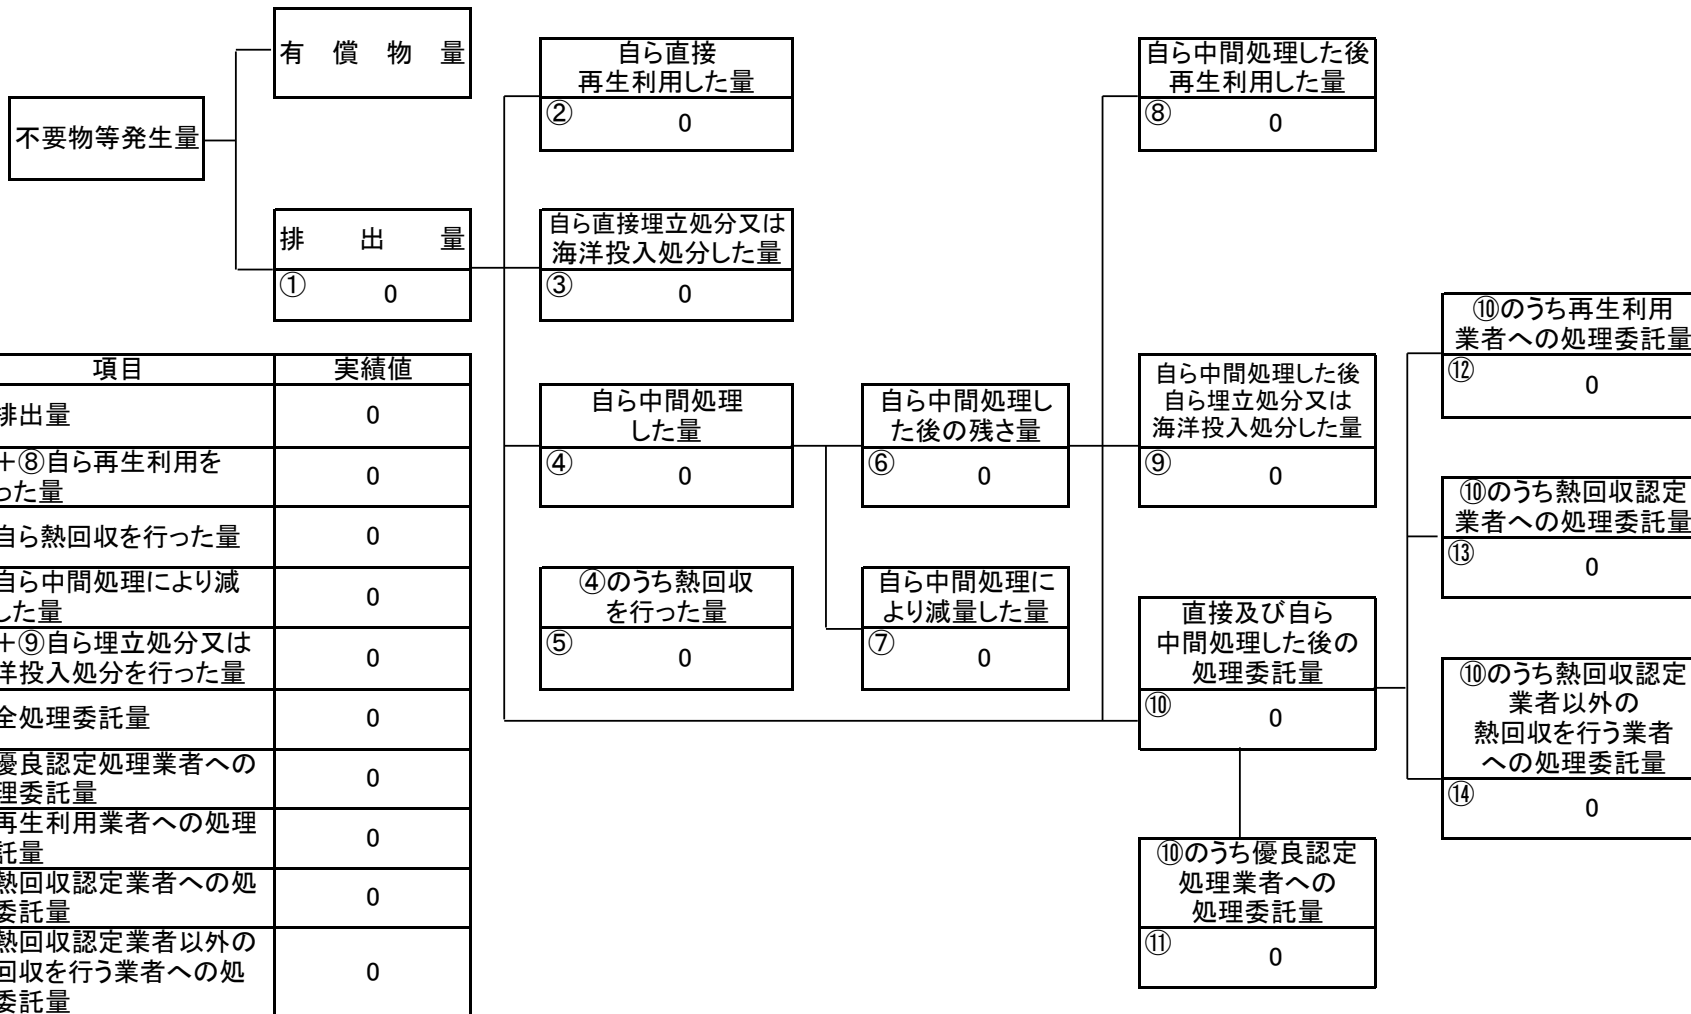 有償物量
不要物等発生量
排出量
①
0
自ら直接
再生利用した量
②
0
自ら直接埋立処分又は
海洋投入処分した量
③
0
自ら中間処理
した量
④
0
④のうち熱回収
を行った量
⑤
0
自ら中間処理し
た後の残さ量
⑥
0
自ら中間処理に
より減量した量
⑦
0
自ら中間処理した後
再生利用した量
⑧
0
自ら中間処理した後
自ら埋立処分又は
海洋投入処分した量
⑨
0
直接及び自ら
中間処理した後の
処理委託量
⑩
0
⑩のうち優良認定
処理業者への
処理委託量
⑪
0
⑩のうち再生利用
業者への処理委託量
⑫
0
⑩のうち熱回収認定
業者への処理委託量
⑬
0
⑩のうち熱回収認定
業者以外の
熱回収を行う業者
への処理委託量
⑭
0
項目 実績値
排出量 0
+⑧自ら再生利用を
った量 0
自ら熱回収を行った量 0
自ら中間処理により減
した量 0
+⑨自ら埋立処分又は
洋投入処分を行った量 0
全処理委託量 0
優良認定処理業者への
理委託量 0
再生利用業者への処理
託量 0
熱回収認定業者への処
委託量 0
熱回収認定業者以外の
回収を行う業者への処
委託量 0